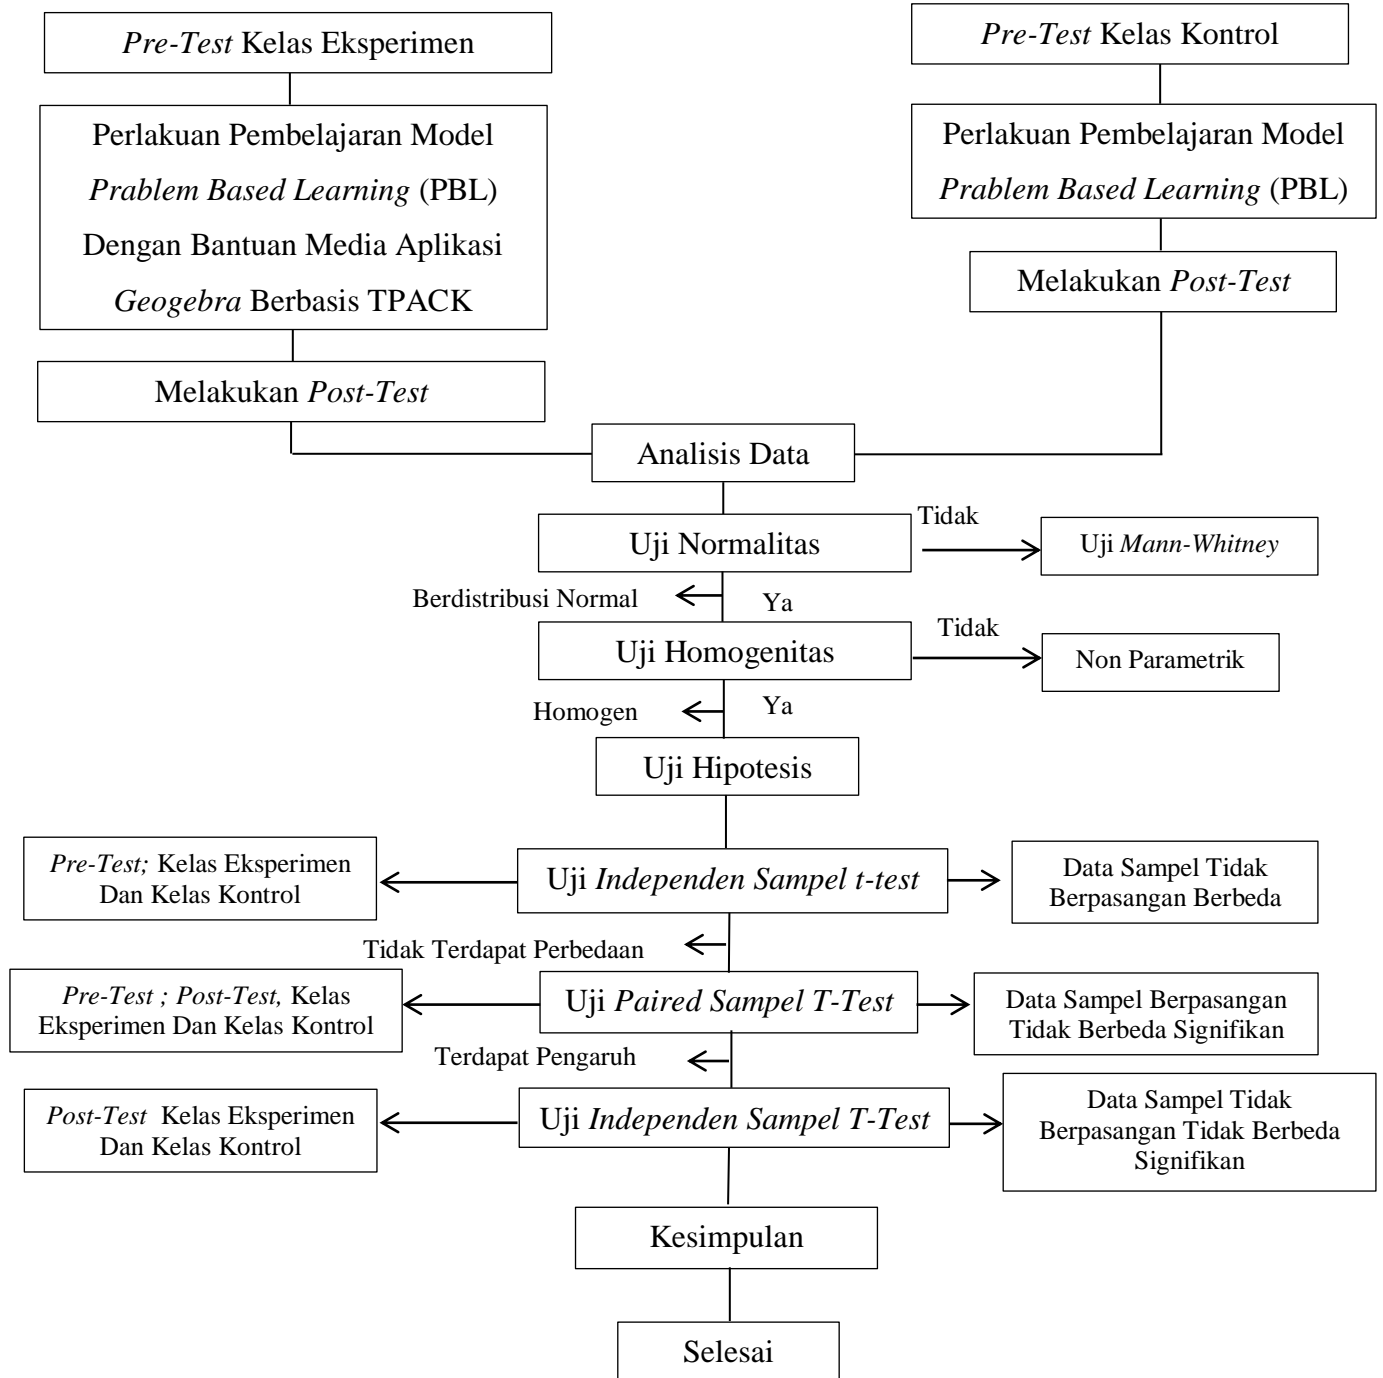 Pre-Test Kelas Eksperimen
Pre-Test Kelas Kontrol
Perlakuan Pembelajaran Model
Prablem Based Learning (PBL)
Dengan Bantuan Media Aplikasi
Geogebra Berbasis TPACK
Perlakuan Pembelajaran Model
Prablem Based Learning (PBL)
Melakukan Post-Test
Melakukan Post-Test
Analisis Data
Uji Normalitas
Tidak
Uji Mann-Whitney
Berdistribusi Normal
Ya
Uji Homogenitas
Tidak
Non Parametrik
Homogen
Ya
Uji Hipotesis
Pre-Test; Kelas Eksperimen
Dan Kelas Kontrol
Uji Independen Sampel t-test
Data Sampel Tidak
Berpasangan Berbeda
Tidak Terdapat Perbedaan
Pre-Test ; Post-Test, Kelas
Eksperimen Dan Kelas Kontrol
Uji Paired Sampel T-Test
Data Sampel Berpasangan
Tidak Berbeda Signifikan
Terdapat Pengaruh
Post-Test Kelas Eksperimen
Dan Kelas Kontrol
Uji Independen Sampel T-Test
Data Sampel Tidak
Berpasangan Tidak Berbeda
Signifikan
Kesimpulan
Selesai